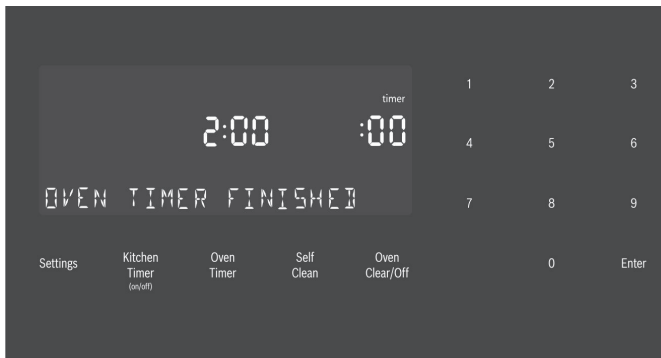 timer
2:00 :00
OVEN TIMER FINISHED
Settings
Kitchen
Timer
(on/off)
Oven
Timer
Self
Clean
Oven
Clear/Off
1 2 3
4 5 6
7 8 9
0 Enter